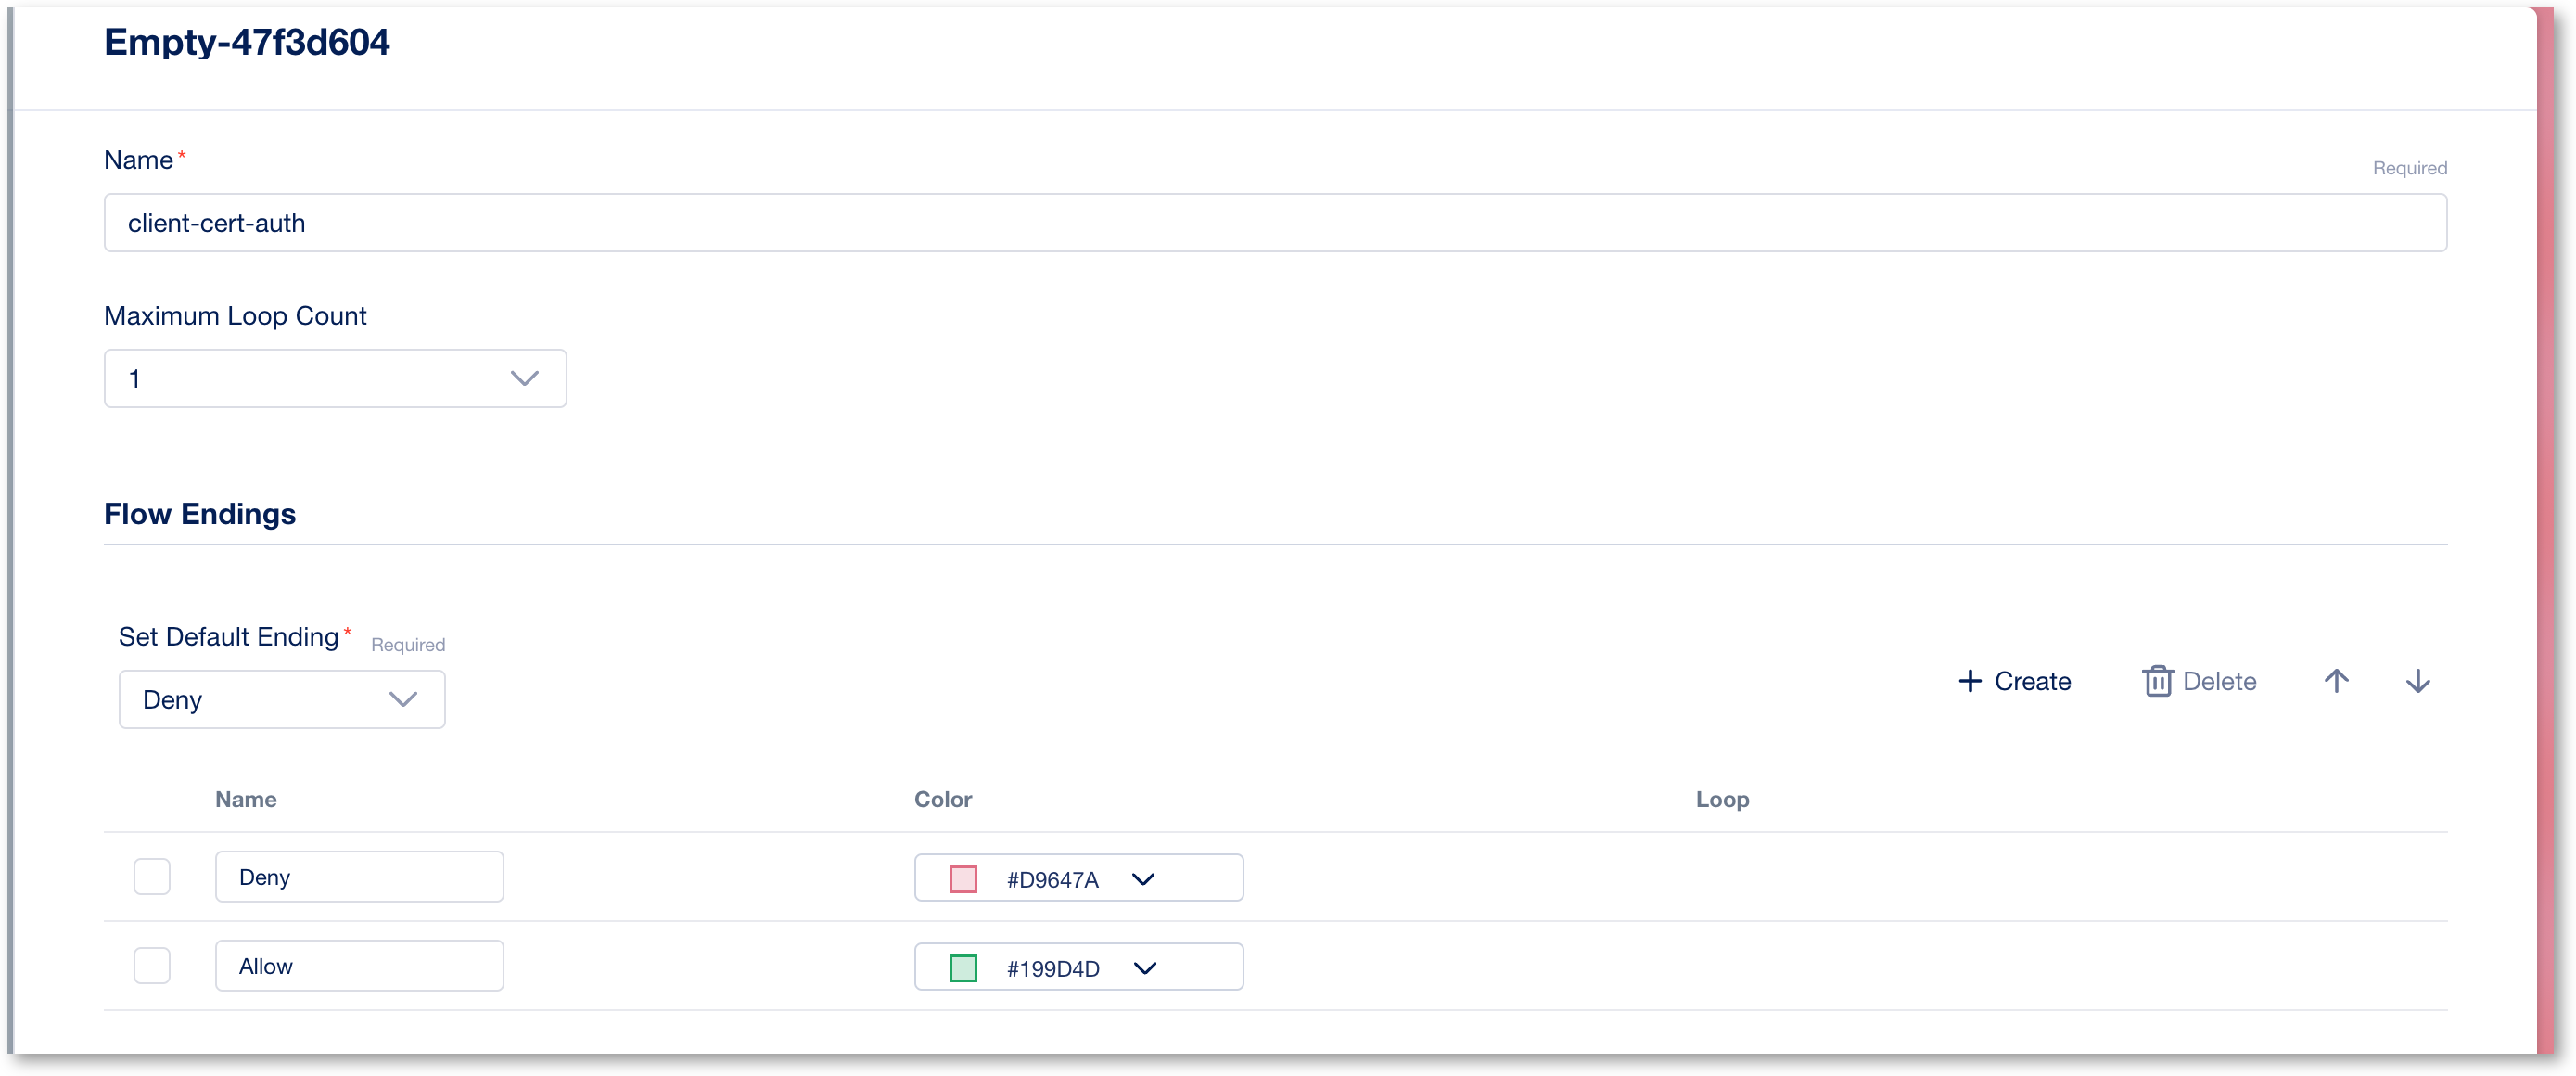 Empty-47f3d604
Name*
Required
client-cert-auth
Maximum Loop Count
1
Flow Endings
Set Default Ending* Required
Deny
+ Create Delete
Name Color Loop
Deny #D9647A
Allow #199D4D